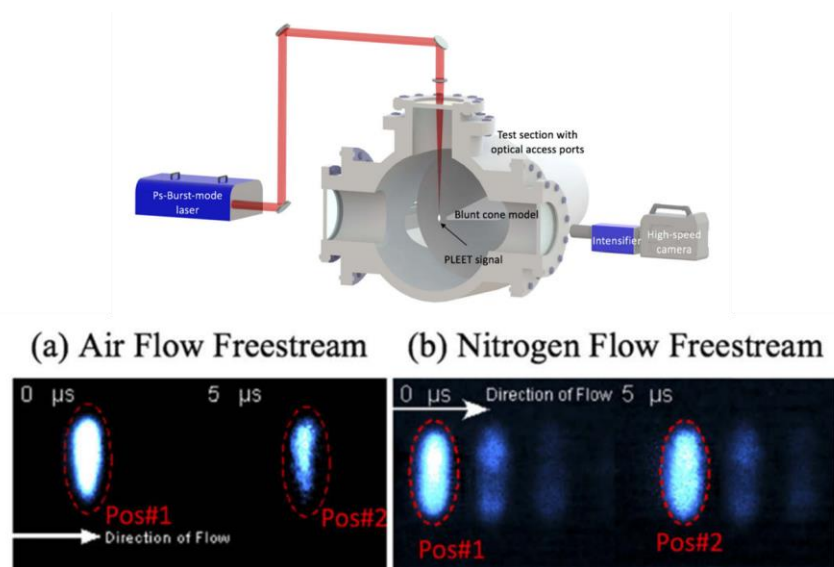 Test section with
optical access ports
Ps-Burst-mode
laser
Blunt cone model
Intensifier
High-speed
camera
PLEET signal
(a) Air Flow Freestream
(b) Nitrogen Flow Freestream
0 μs
5 μs
Pos#1
Pos#2
Direction of Flow
0 μs
Direction of Flow
5 μs
Pos#1
Pos#2